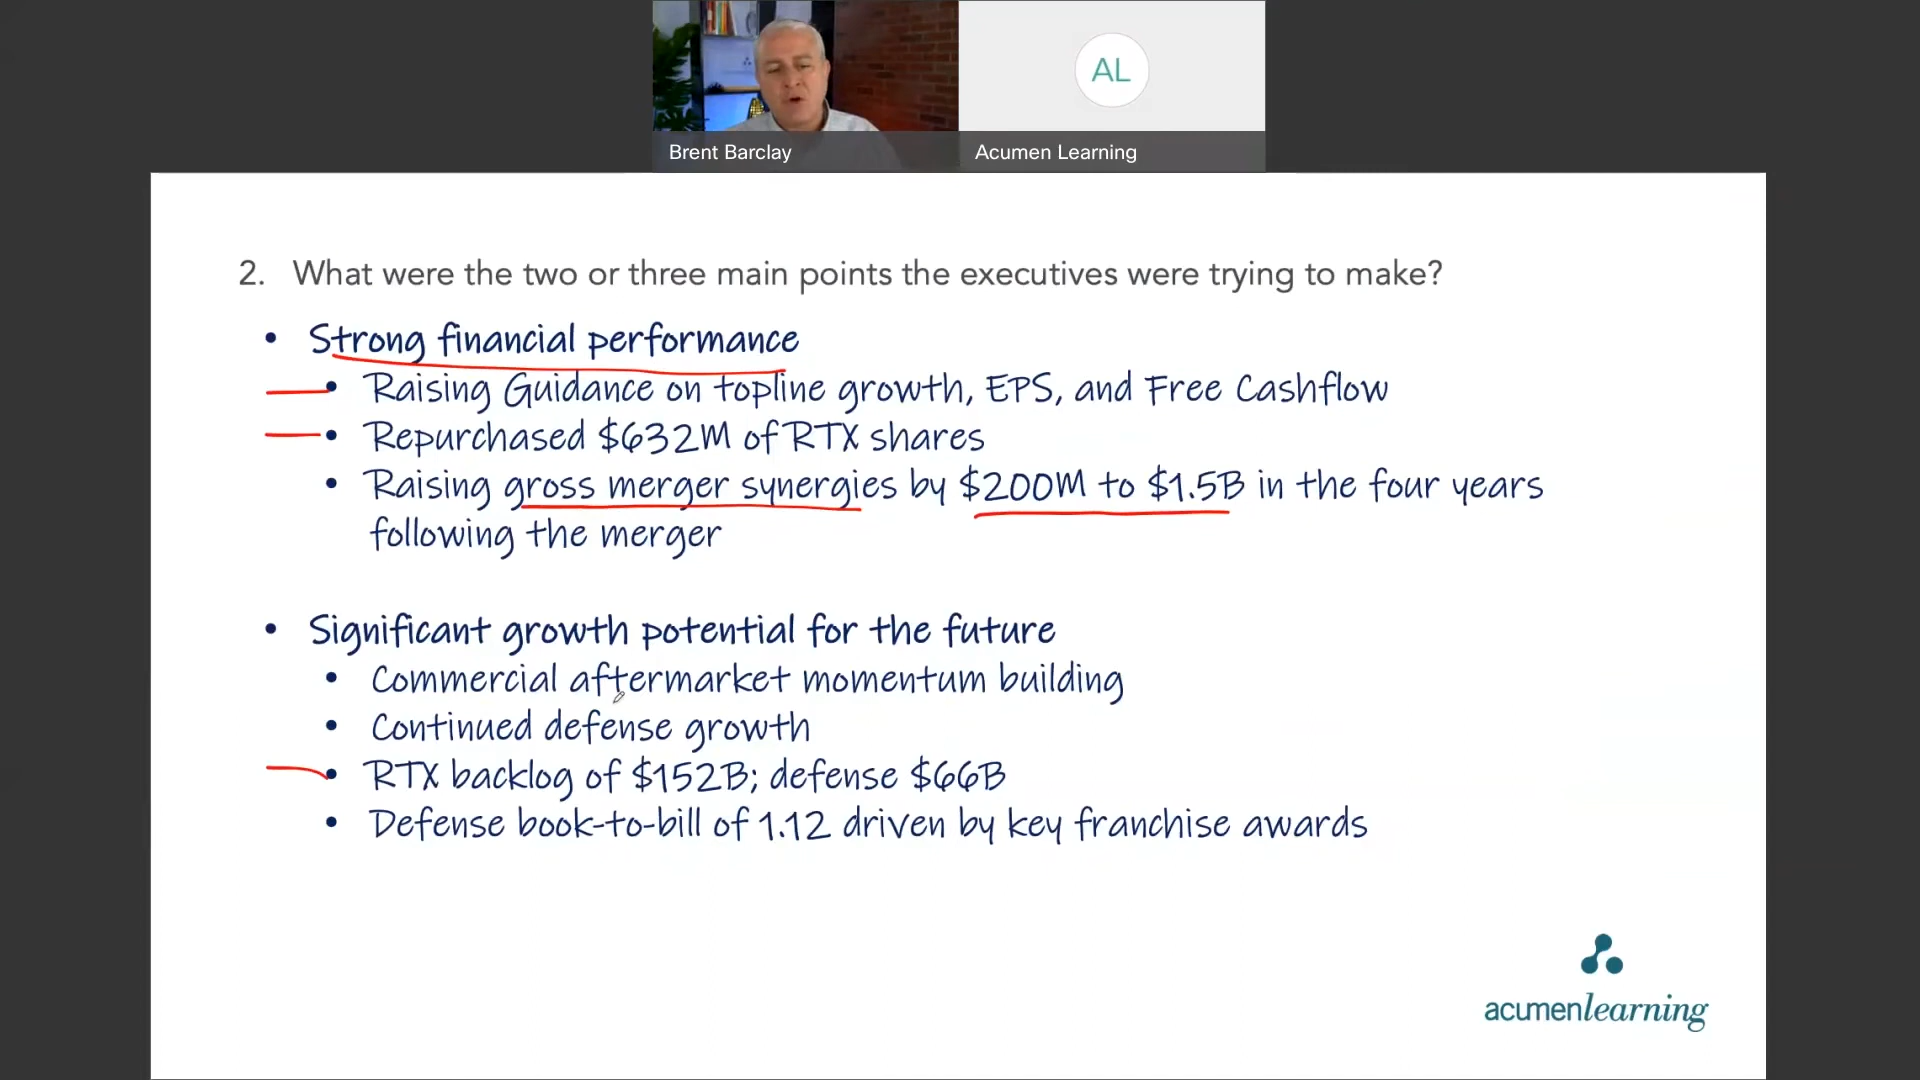 AL
Brent Barclay
Acumen Learning
2. What were the two or three main points the executives were trying to make?
• Strong financial performance
• Raising Guidance on topline growth, EPS, and Free Cashflow
• Repurchased $632M of RTX shares
• Raising gross merger synergies by $200M to $1.5B in the four years
following the merger
• Significant growth potential for the future
• Commercial aftermarket momentum building
• Continued defense growth
• RTX backlog of $152B; defense $66B
• Defense book-to-bill of 1.12 driven by key franchise awards
acumenlearning